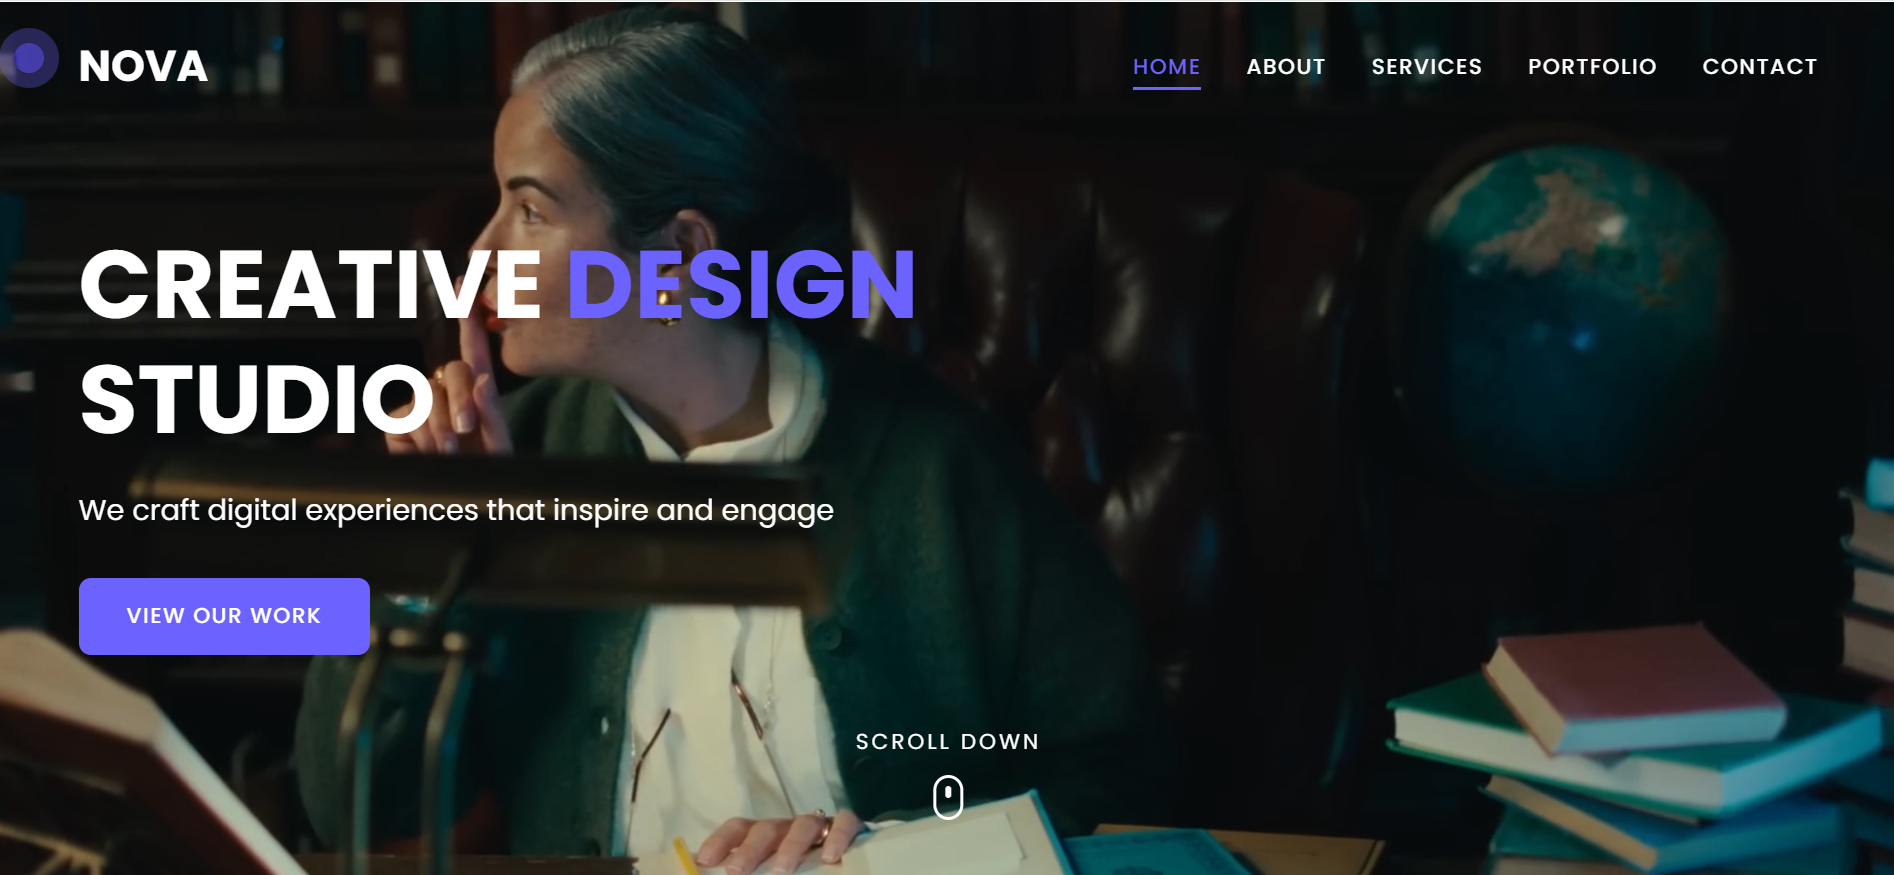 NOVA
HOME ABOUT SERVICES PORTFOLIO CONTACT
CREATIVE DESIGN
STUDIO
We craft digital experiences that inspire and engage
VIEW OUR WORK
SCROLL DOWN